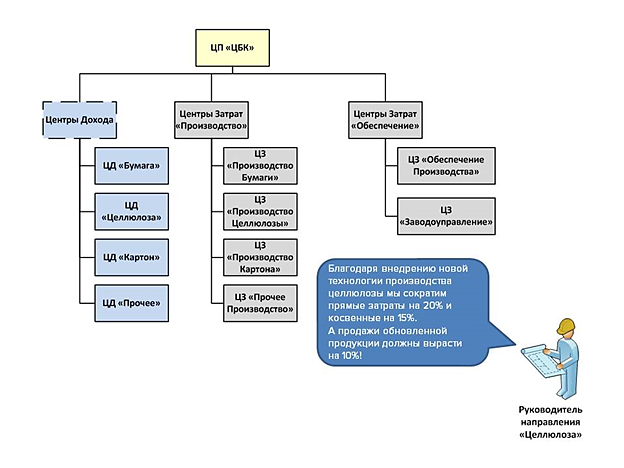 ЦП «ЦБК»
Центры Дохода
Центры Затрат
«Производство»
Центры Затрат
«Обеспечение»
ЦД «Бумага»
ЦД
«Целлюлоза»
ЦД «Картон»
ЦД «Прочее»
ЦЗ
«Производство
Бумаги»
ЦЗ
«Производство
Целлюлозы»
ЦЗ
«Производство
Картона»
ЦЗ «Прочее
Производство»
ЦЗ «Обеспечение
Производства»
ЦЗ
«Заводоуправление»
Благодаря внедрению новой
технологии производства
целлюлозы мы сократим
прямые затраты на 20% и
косвенные на 15%.
А продажи обновленной
продукции должны вырасти
на 10%!
Руководитель
направления
«Целлюлоза»